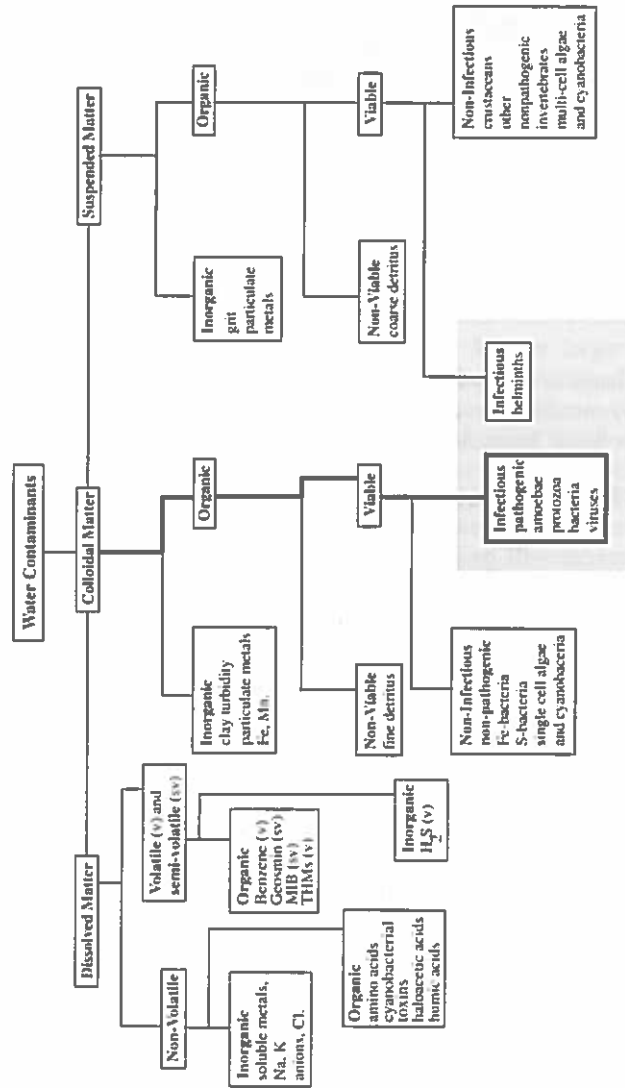 Water Contaminants
Dissolved Matter
Colloidal Matter
Suspended Matter
Non-Volatile
Volatile (v) and
semi-volatile (sv)
Inorganic
soluble metals,
Na, K
anions, Cl.
Organic
amino acids
cyanobacterial
toxins
haloacetic acids
humic acids
Organic
Benzene (v)
Geosmin (sv)
MIB (sv)
THMs (v)
Inorganic
H2S (v)
Inorganic
clay turbidity
particulate metals
Fe, Mn.
Organic
Non-Viable
fine detritus
Viable
Non-Infectious
non-pathogenic
Fe-bacteria
S-bacteria
single cell algae
and cyanobaceria
Infectious
pathogenic
amoebae
protozoa
bacteria
viruses
Inorganic
grit
particulate
metals
Organic
Non-Viable
coarse detritus
Viable
Infectious
helminths
Non-Infectious
crustaceans
other
nonpathogenic
invertebrates
multi-cell algae
and cyanobacteria